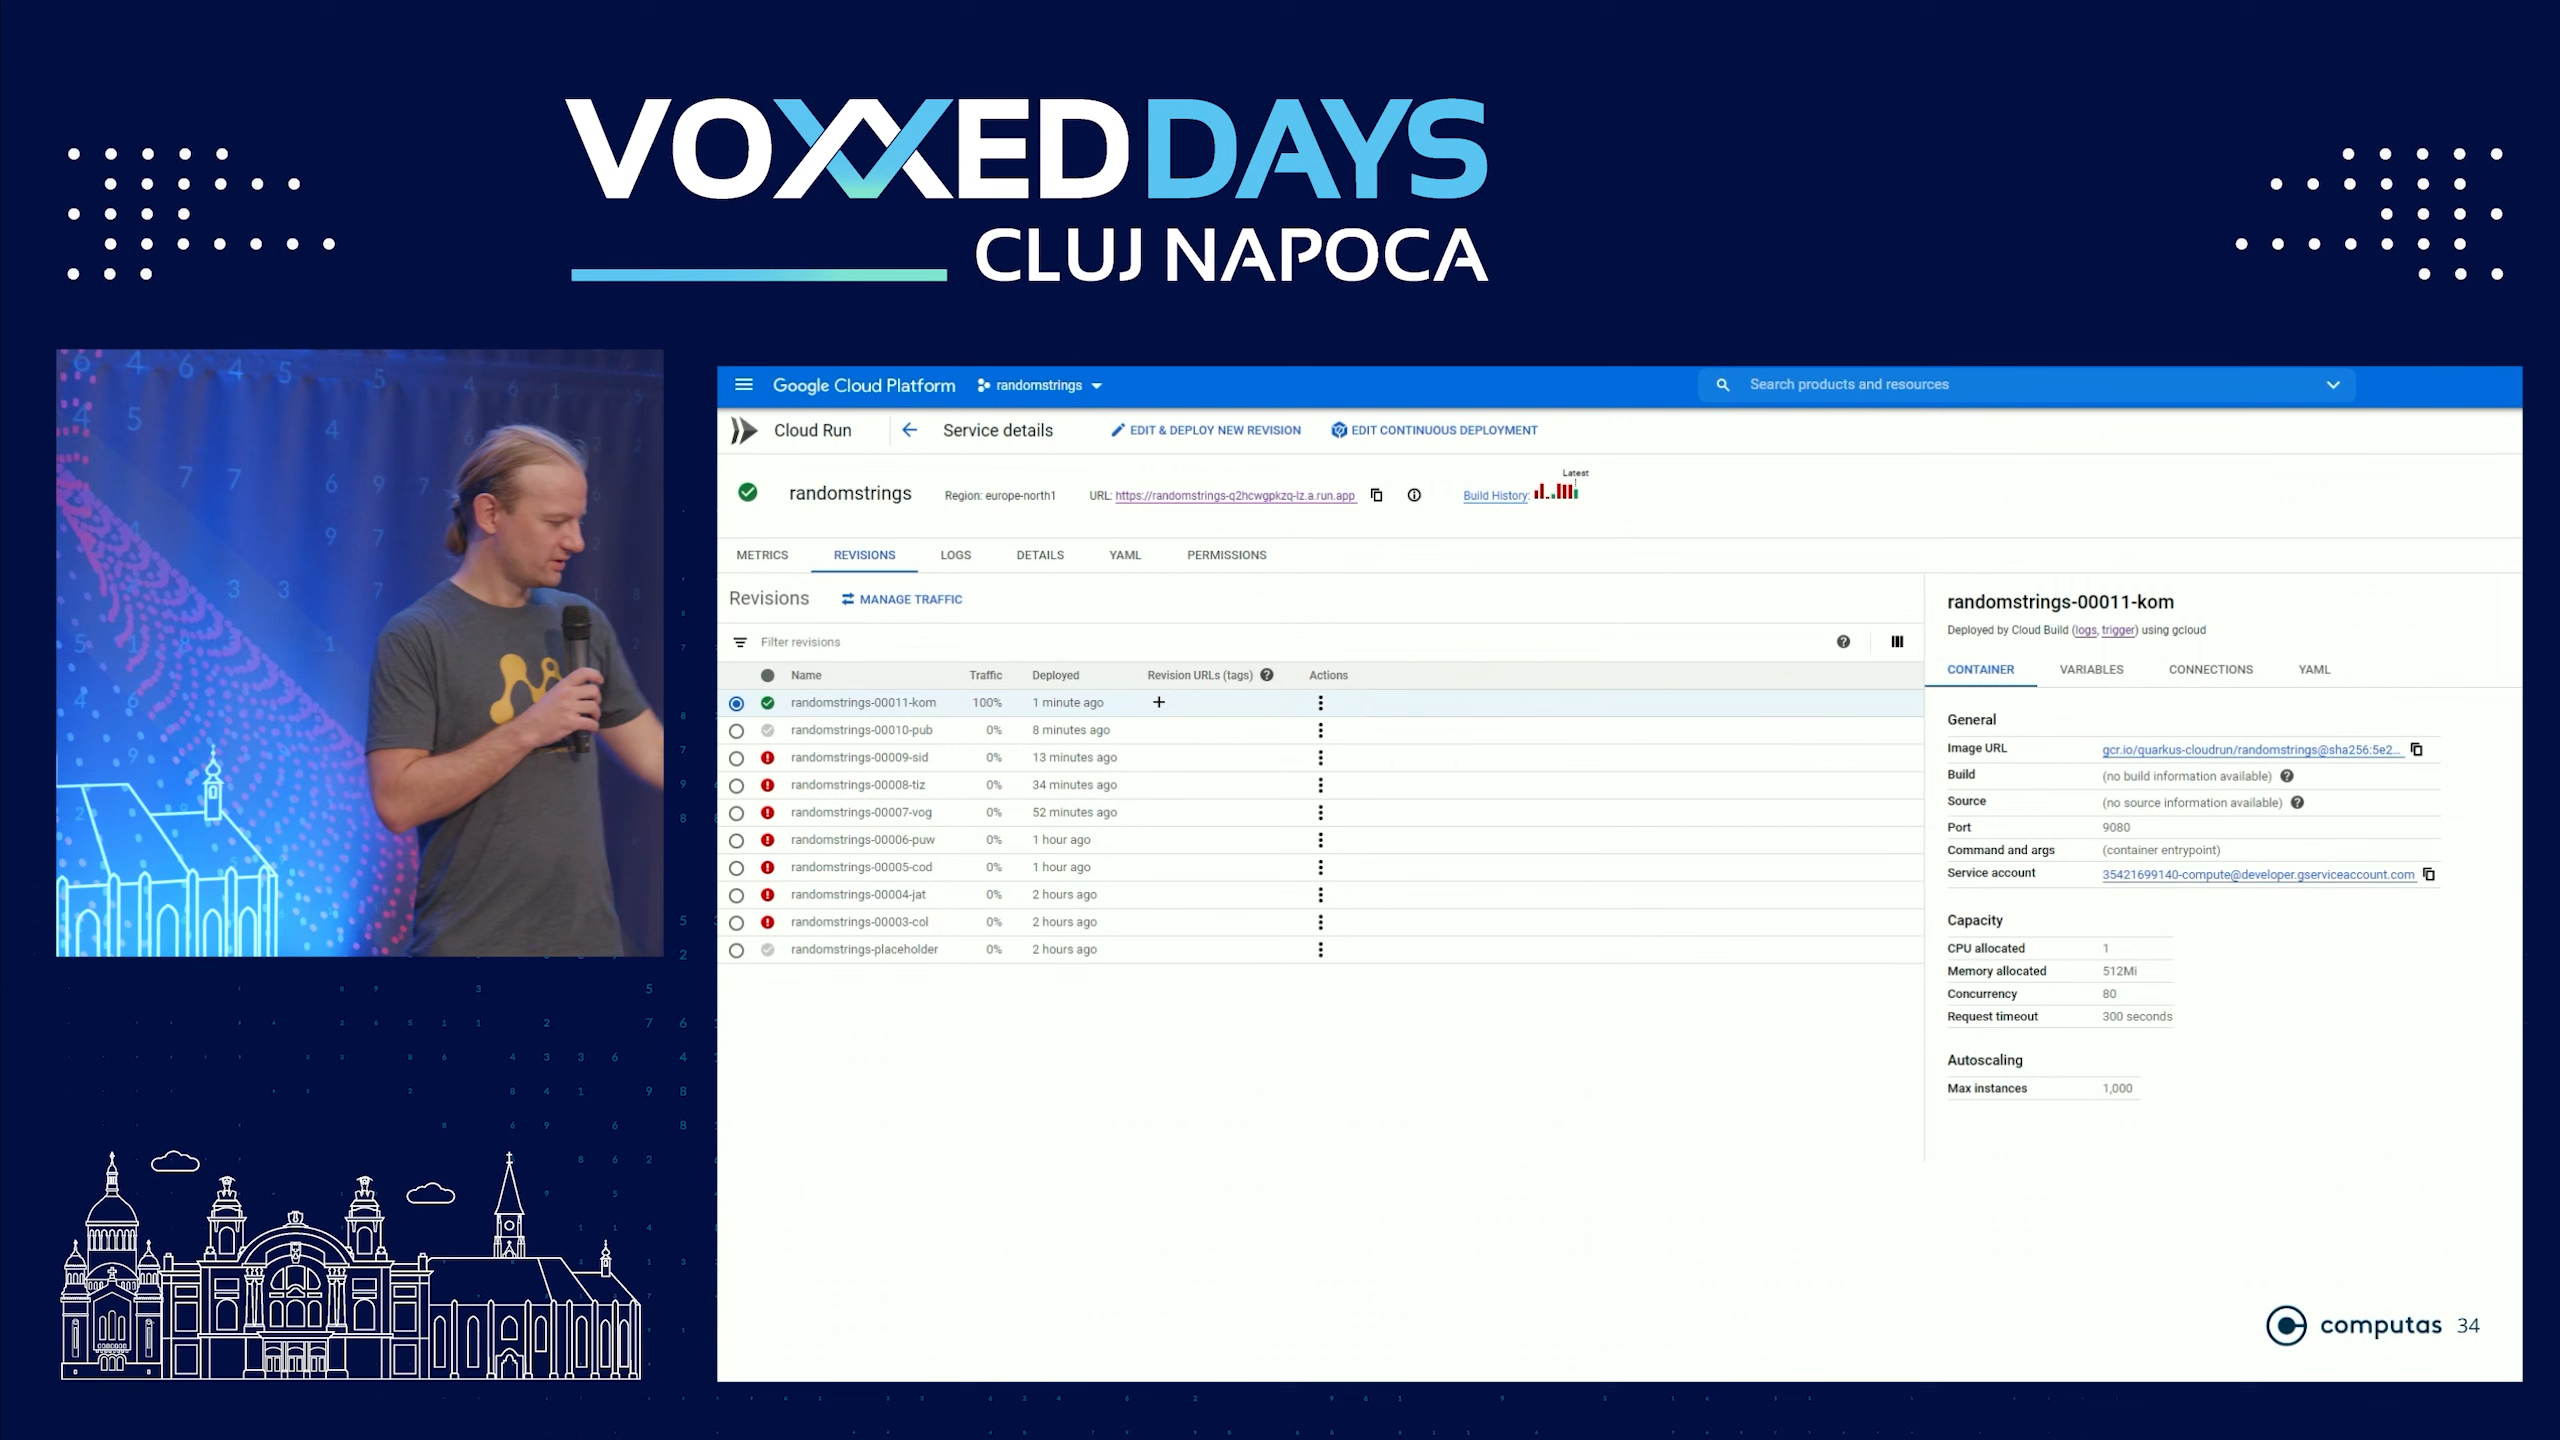 VOXXED DAYS
CLUJ NAPOCA
Google Cloud Platform randomstrings Search products and resources
Cloud Run Service details EDIT & DEPLOY NEW REVISION EDIT CONTINUOUS DEPLOYMENT
Latest
randomstrings Region: europe-north1 URL: https://randomstrings-q2hcwgpkzq-lz.a.run.app Build History:
METRICS REVISIONS LOGS DETAILS YAML PERMISSIONS
Revisions MANAGE TRAFFIC
Filter revisions
Name Traffic Deployed Revision URLs (tags) Actions
randomstrings-00011-kom 100% 1 minute ago +
randomstrings-00010-pub 0% 8 minutes ago
randomstrings-00009-sid 0% 13 minutes ago
randomstrings-00008-tiz 0% 34 minutes ago
randomstrings-00007-vog 0% 52 minutes ago
randomstrings-00006-puw 0% 1 hour ago
randomstrings-00005-cod 0% 1 hour ago
randomstrings-00004-jat 0% 2 hours ago
randomstrings-00003-col 0% 2 hours ago
randomstrings-placeholder 0% 2 hours ago
randomstrings-00011-kom
Deployed by Cloud Build (logs, trigger) using gcloud
CONTAINER VARIABLES CONNECTIONS YAML
General
Image URL gcr.io/quarkus-cloudrun/randomstrings@sha256:5e2...
Build (no build information available)
Source (no source information available)
Port 9080
Command and args (container entrypoint)
Service account 35421699140-compute@developer.gserviceaccount.com
Capacity
CPU allocated 1
Memory allocated 512Mi
Concurrency 80
Request timeout 300 seconds
Autoscaling
Max instances 1,000
computas 34